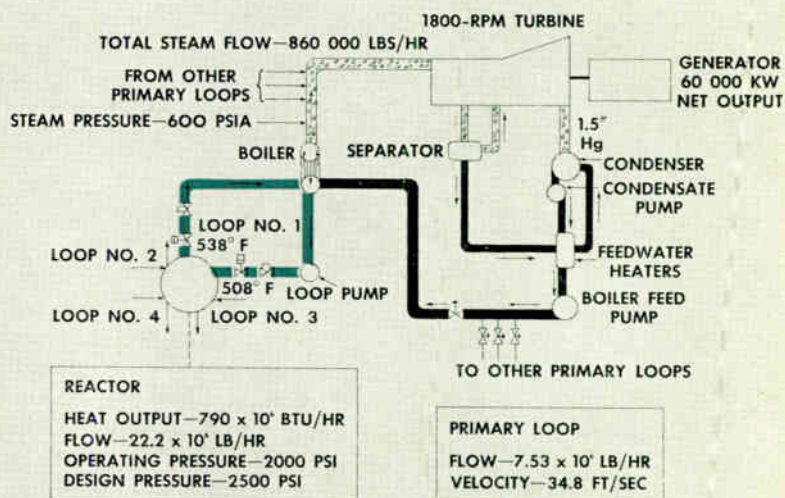 1800-RPM TURBINE
TOTAL STEAM FLOW—860 000 LBS/HR
FROM OTHER
PRIMARY LOOPS
GENERATOR
60 000 KW
NET OUTPUT
STEAM PRESSURE—600 PSIA
1.5"
Hg
BOILER
SEPARATOR
CONDENSER
CONDENSATE
PUMP
LOOP NO. 1
538° F
LOOP NO. 2
FEEDWATER
HEATERS
508° F
LOOP PUMP
BOILER FEED
PUMP
LOOP NO. 4
LOOP NO. 3
TO OTHER PRIMARY LOOPS
REACTOR
HEAT OUTPUT—790 x 10⁶ BTU/HR
FLOW—22.2 x 10⁶ LB/HR
OPERATING PRESSURE—2000 PSI
DESIGN PRESSURE—2500 PSI
PRIMARY LOOP
FLOW—7.53 x 10⁶ LB/HR
VELOCITY—34.8 FT/SEC